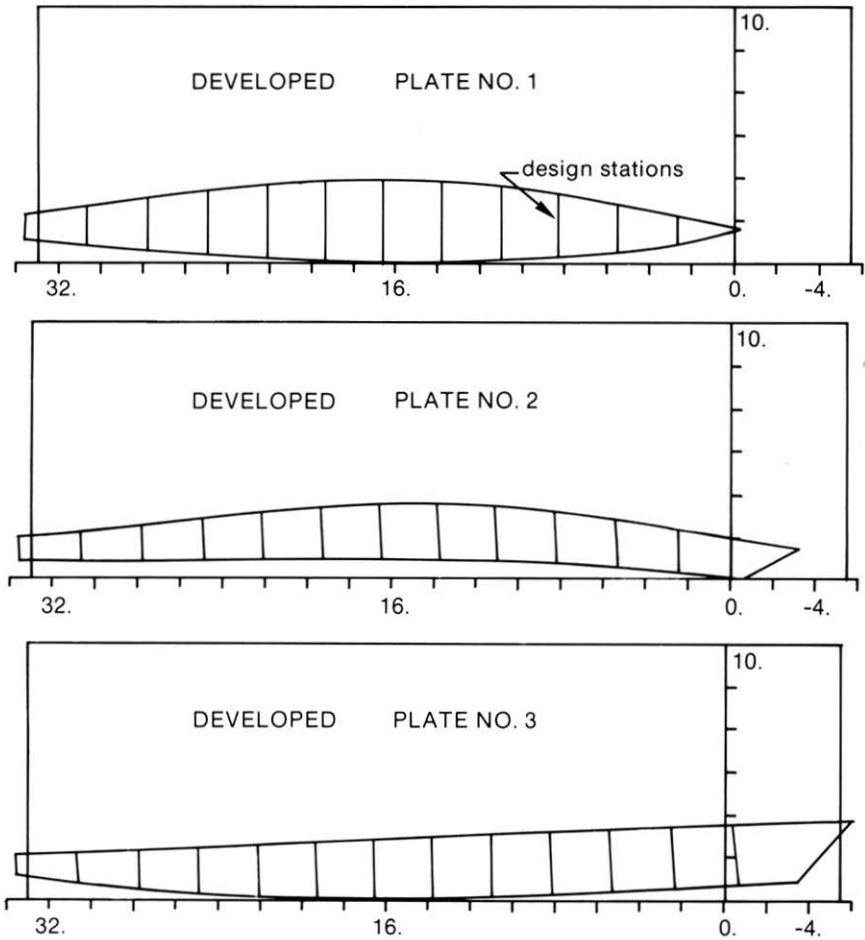 10.
DEVELOPED PLATE NO. 1
design stations
32. 16. 0. -4.
10.
DEVELOPED PLATE NO. 2
32. 16. 0. -4.
10.
DEVELOPED PLATE NO. 3
32. 16. 0. -4.